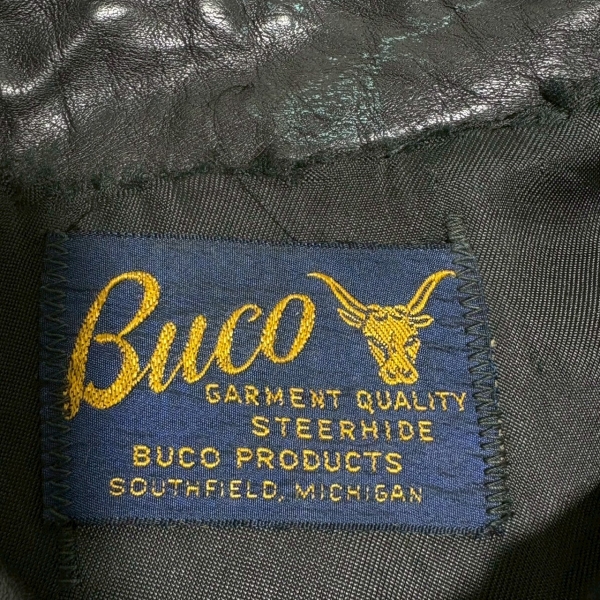 Buco
GARMENT QUALITY
STEERHIDE
BUCO PRODUCTS
SOUTHFIELD, MICHIGAN